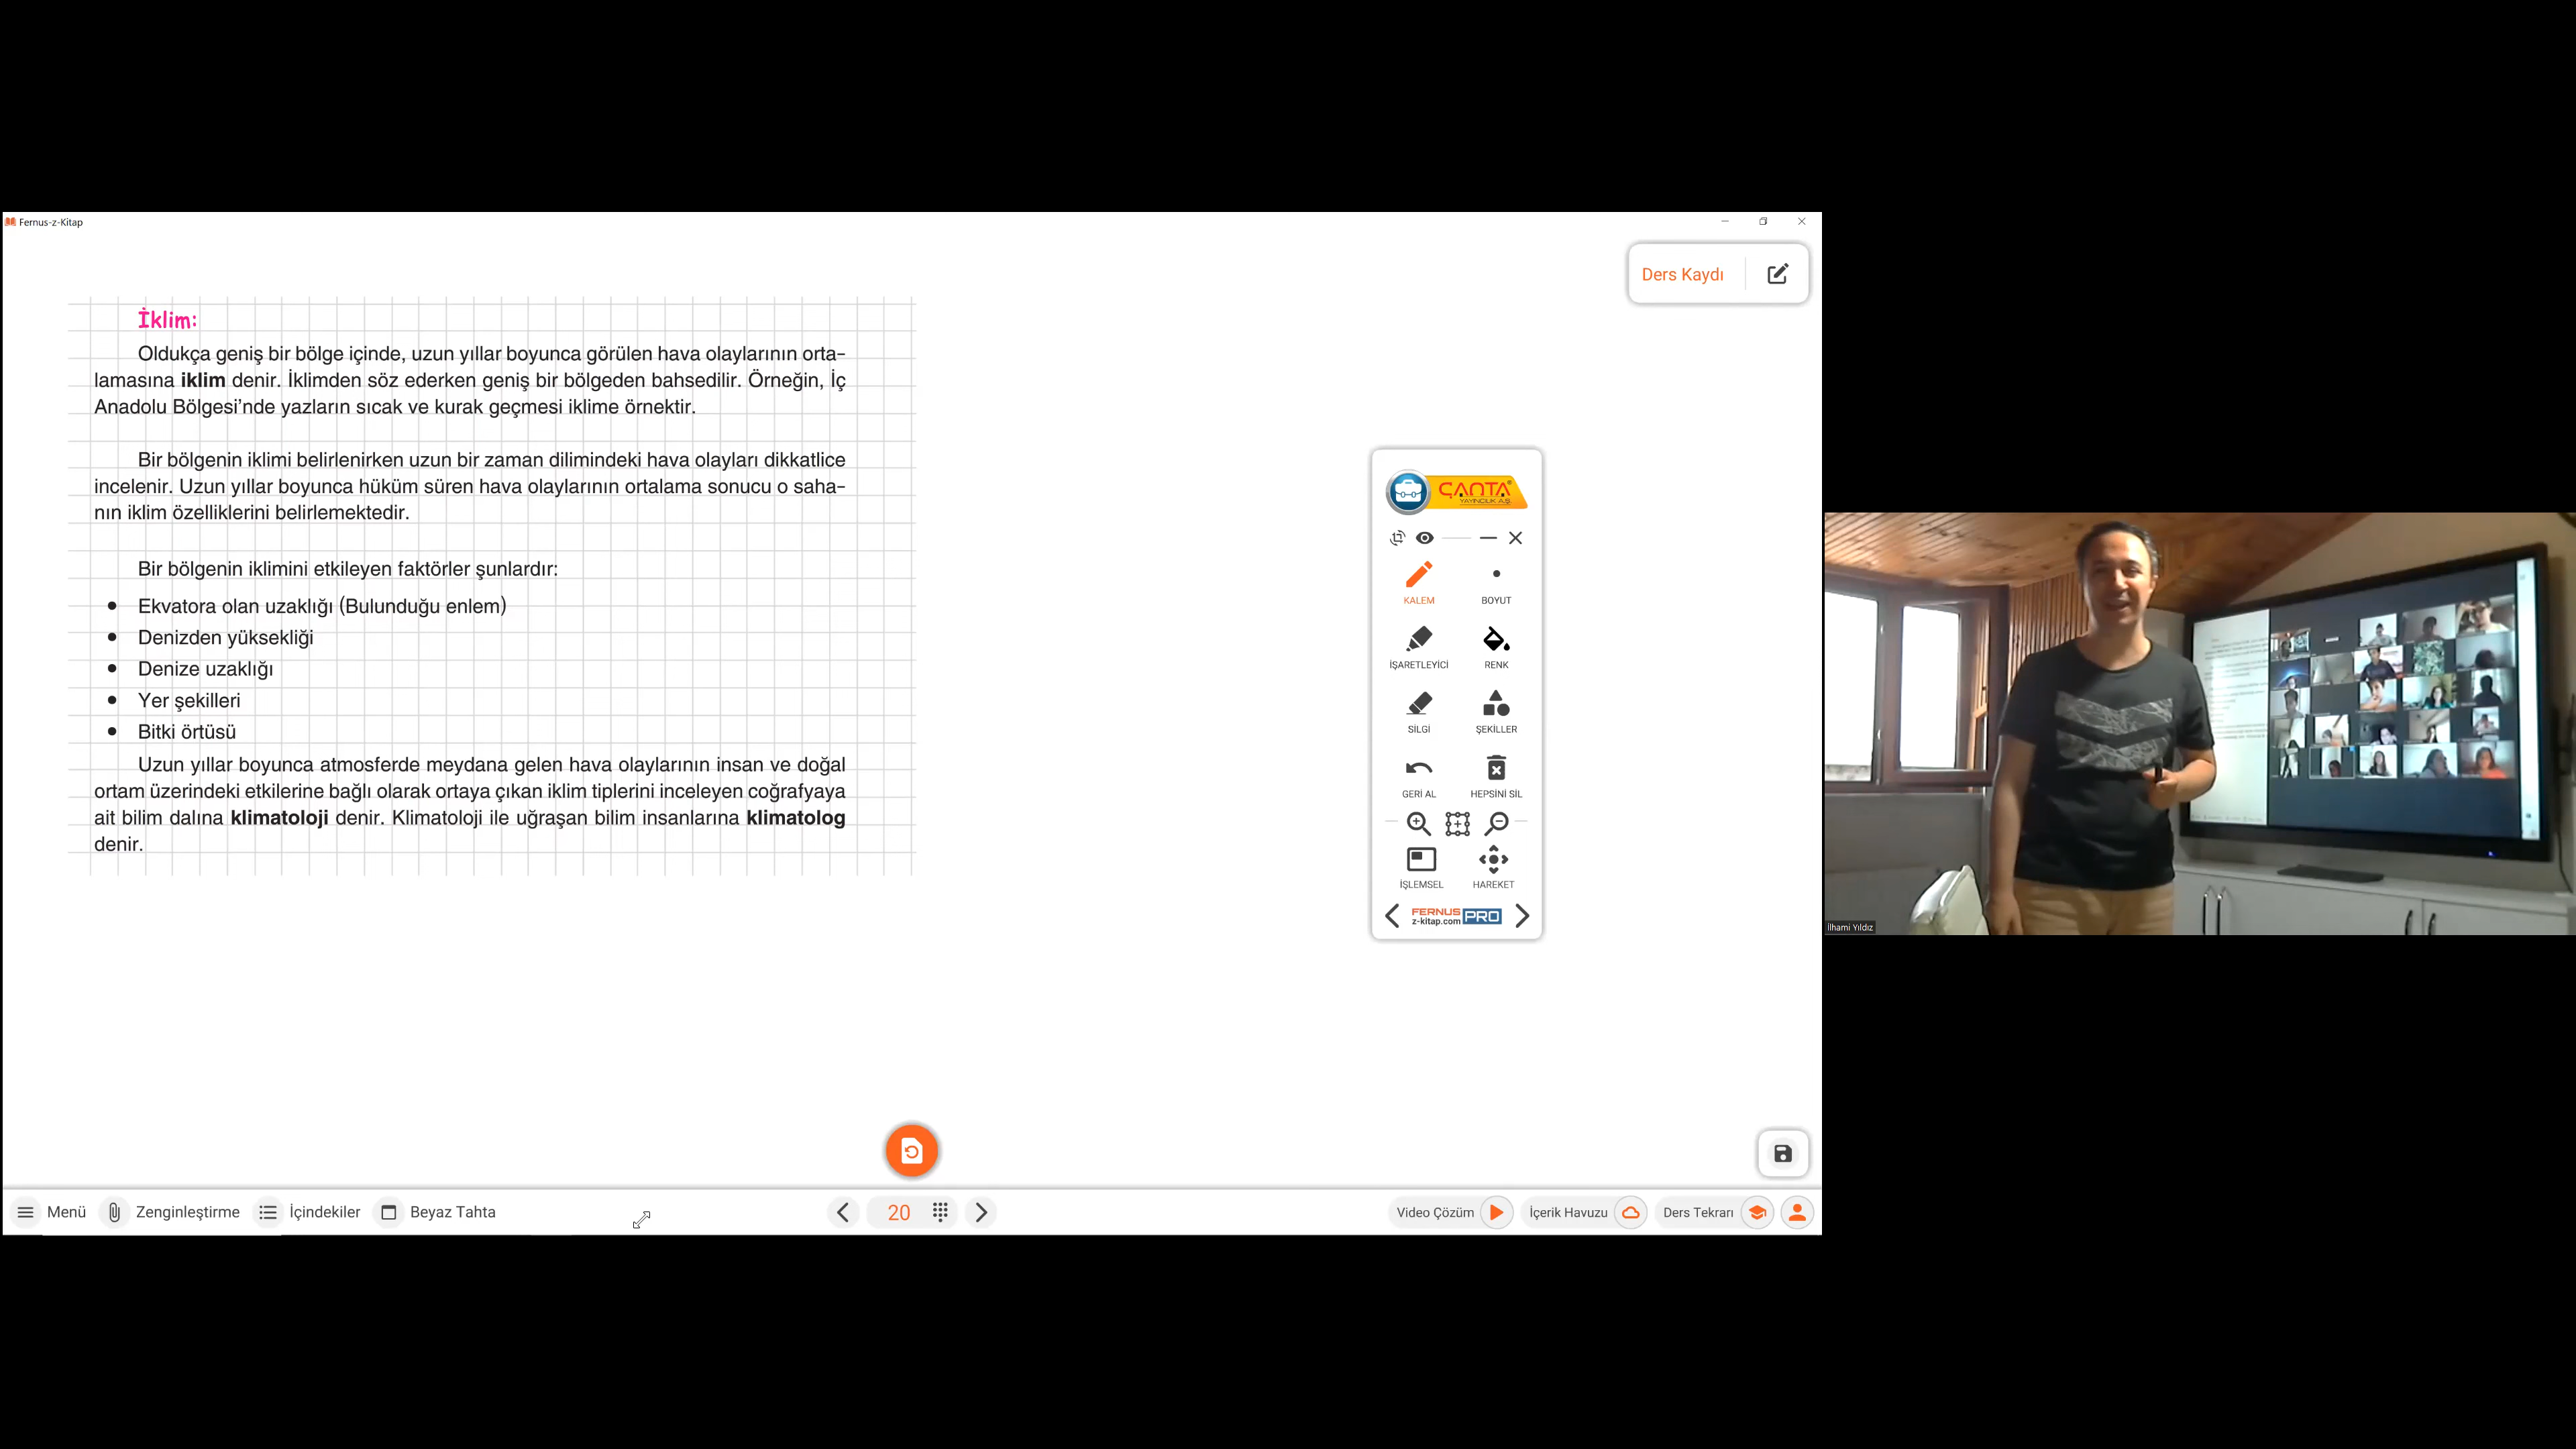 Fernus-z-Kitap
Ders Kaydı
İklim:
Oldukça geniş bir bölge içinde, uzun yıllar boyunca görülen hava olaylarının orta-
lamasına iklim denir. İklimden söz ederken geniş bir bölgeden bahsedilir. Örneğin, İç
Anadolu Bölgesi'nde yazların sıcak ve kurak geçmesi iklime örnektir.
Bir bölgenin iklimi belirlenirken uzun bir zaman dilimindeki hava olayları dikkatlice
incelenir. Uzun yıllar boyunca hüküm süren hava olaylarının ortalama sonucu o saha-
nın iklim özelliklerini belirlemektedir.
Bir bölgenin iklimini etkileyen faktörler şunlardır:
• Ekvatora olan uzaklığı (Bulunduğu enlem)
• Denizden yüksekliği
• Denize uzaklığı
• Yer şekilleri
• Bitki örtüsü
Uzun yıllar boyunca atmosferde meydana gelen hava olaylarının insan ve doğal
ortam üzerindeki etkilerine bağlı olarak ortaya çıkan iklim tiplerini inceleyen coğrafyaya
ait bilim dalına klimatoloji denir. Klimatoloji ile uğraşan bilim insanlarına klimatolog
denir.
ÇANTA
YAYINCILIK A.Ş.
KALEM BOYUT
İŞARETLEYİCİ RENK
SİLGİ ŞEKİLLER
GERİ AL HEPSİNİ SİL
İŞLEMSEL HAREKET
FERNUS PRO
z-kitap.com
İlhami Yıldız
Menü Zenginleştirme İçindekiler Beyaz Tahta 20 Video Çözüm İçerik Havuzu Ders Tekrarı